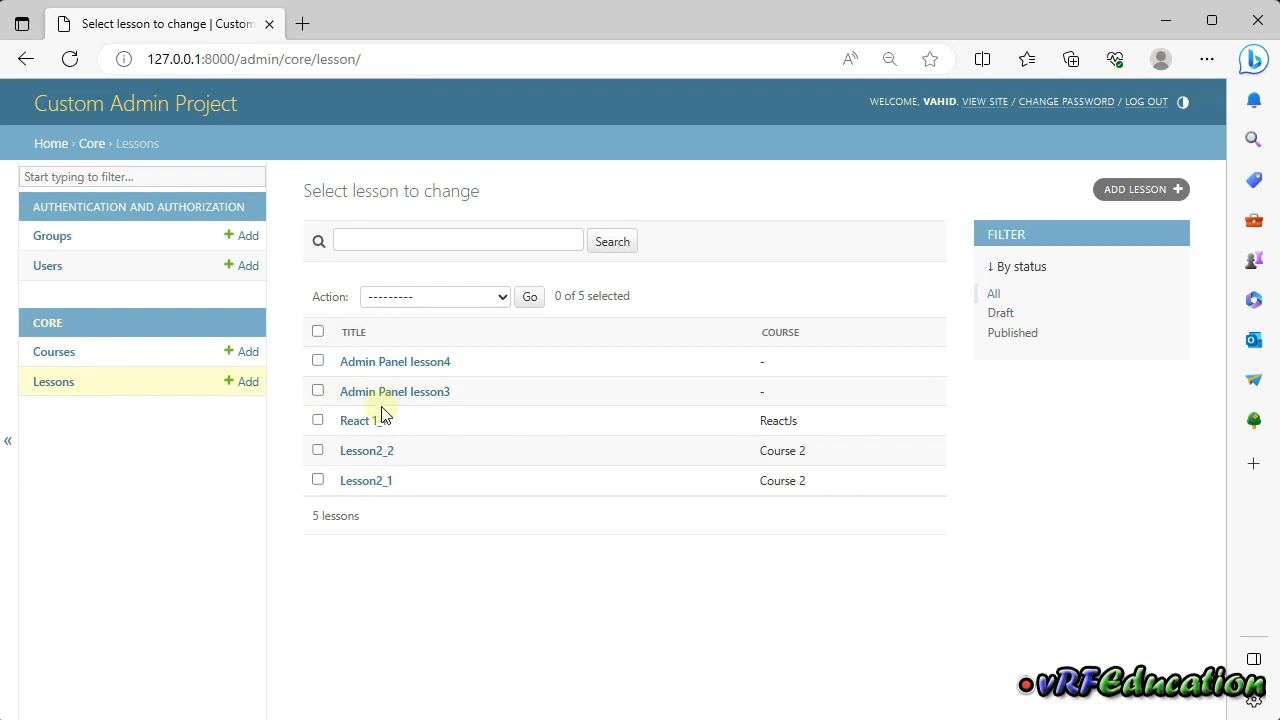 Select lesson to change | Custom
127.0.0.1:8000/admin/core/lesson/
Custom Admin Project
WELCOME, VAHID. VIEW SITE / CHANGE PASSWORD / LOG OUT
Home › Core › Lessons
Start typing to filter...
AUTHENTICATION AND AUTHORIZATION
Groups + Add
Users + Add
CORE
Courses + Add
Lessons + Add
«
Select lesson to change
ADD LESSON +
Search
Action: --------- Go 0 of 5 selected
TITLE COURSE
Admin Panel lesson4 -
Admin Panel lesson3 -
React 1_ ReactJs
Lesson2_2 Course 2
Lesson2_1 Course 2
5 lessons
FILTER
↓ By status
All
Draft
Published
vRFEducation